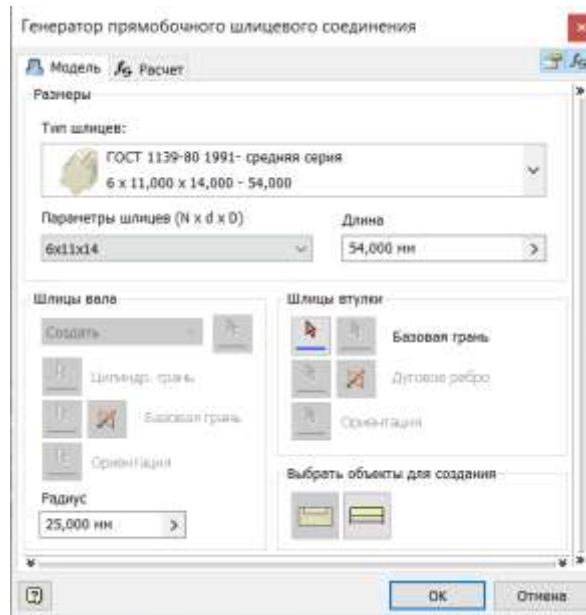 Генератор прямобочного шлицевого соединения
Модель
Расчет
Размеры
Тип шлицев:
ГОСТ 1139-80 1991- средняя серия
6 x 11,000 x 14,000 - 54,000
Параметры шлицев (N x d x D)
Длина
6x11x14
54,000 мм
Шлицы вала
Создать
Цилиндр. грань
Базовая грань
Ориентация
Радиус
25,000 мм
Шлицы втулки
Базовая грань
Дуговое ребро
Ориентация
Выбрать объекты для создания
OK
Отмена